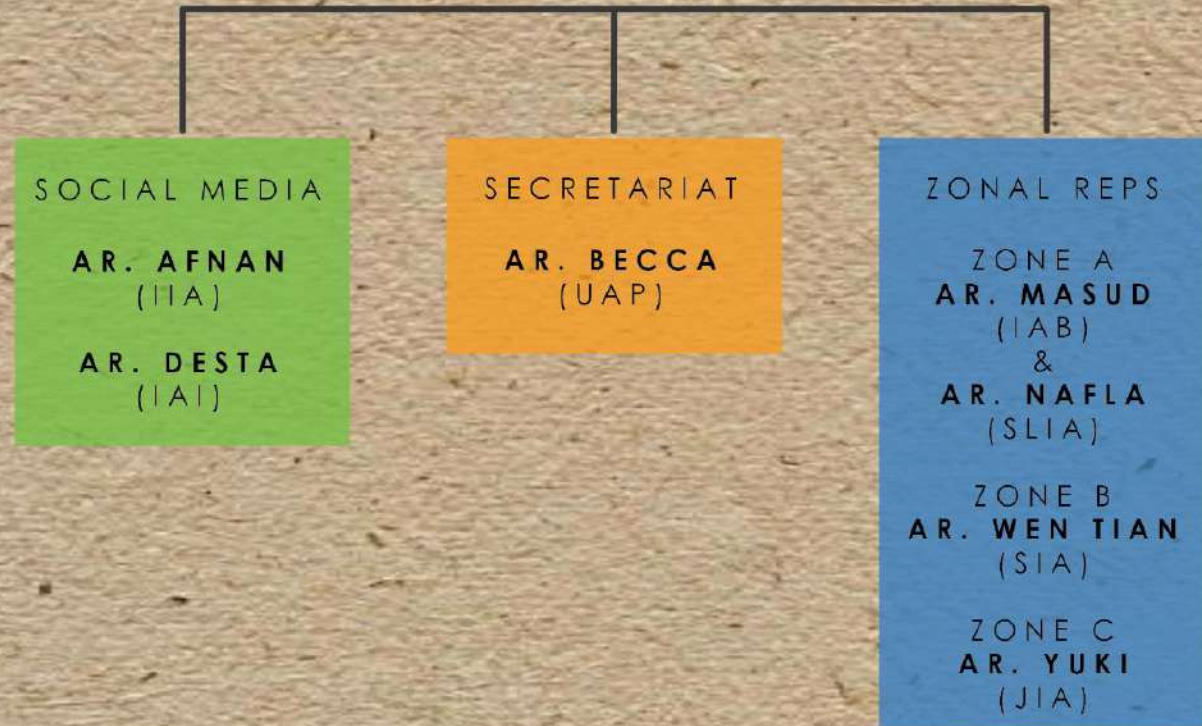 SOCIAL MEDIA
AR. AFNAN
(IIA)
AR. DESTA
(IAI)
SECRETARIAT
AR. BECCA
(UAP)
ZONAL REPS
ZONE A
AR. MASUD
(IAB)
&
AR. NAFLA
(SLIA)
ZONE B
AR. WEN TIAN
(SIA)
ZONE C
AR. YUKI
(JIA)